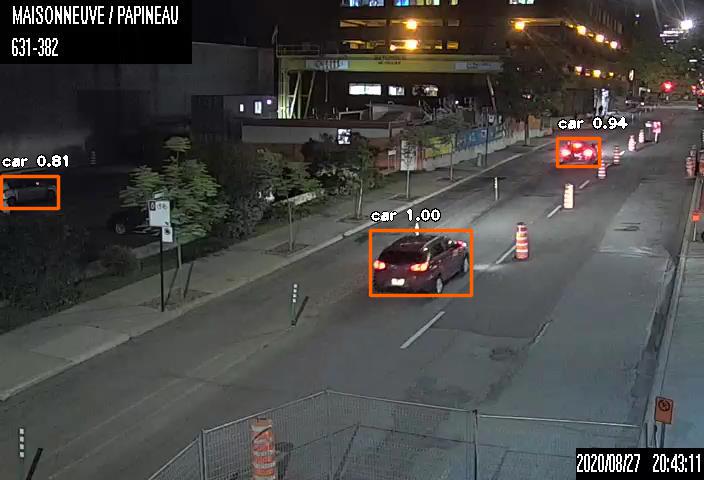 MAISONNEUVE / PAPINEAU
631-382
car 0.94
car 0.81
car 1.00
2020/08/27 20:43:11